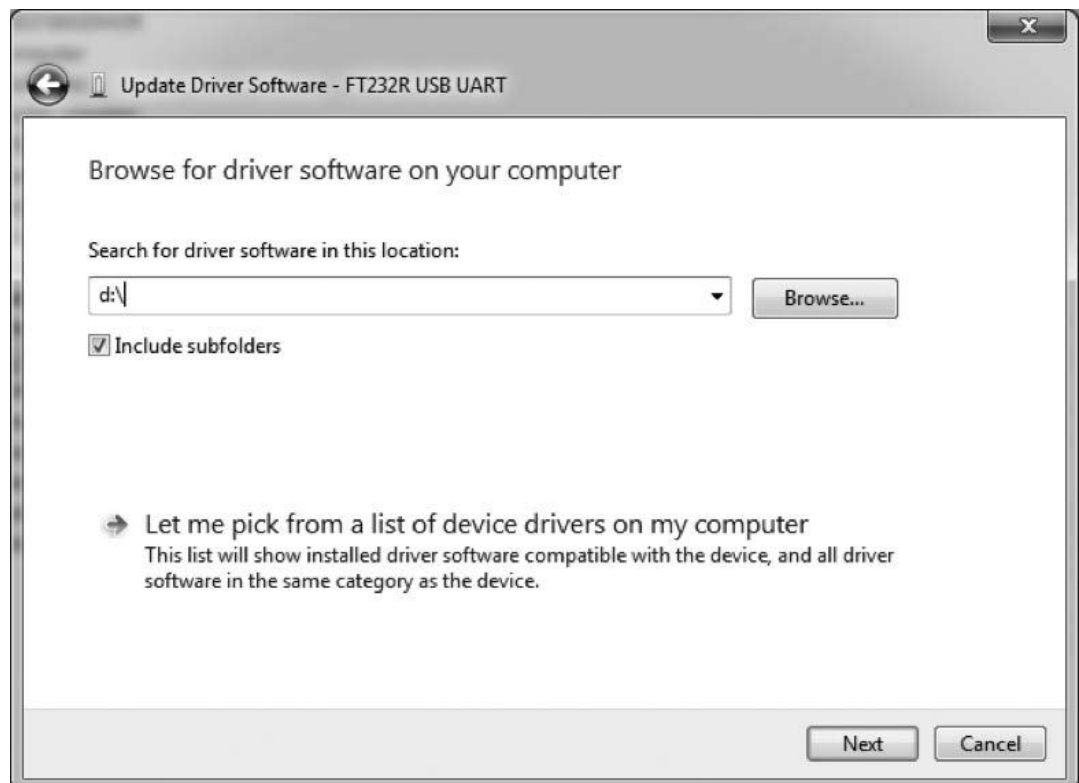 Update Driver Software - FT232R USB UART
Browse for driver software on your computer
Search for driver software in this location:
d:\
Browse...
Include subfolders
Let me pick from a list of device drivers on my computer
This list will show installed driver software compatible with the device, and all driver
software in the same category as the device.
Next
Cancel